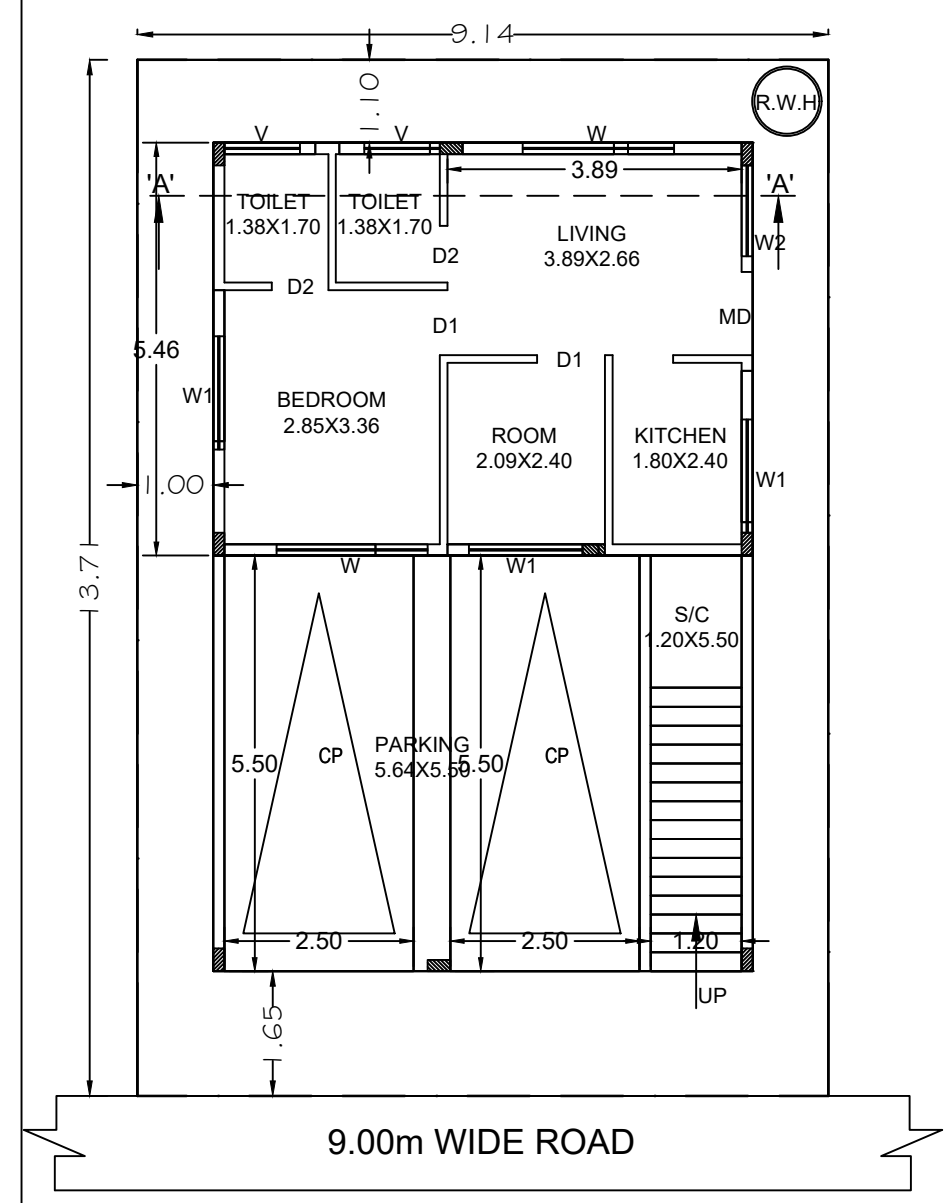 9.14
1.10
R.W.H
V
V
W
3.89
'A'
'A'
TOILET
1.38X1.70
TOILET
1.38X1.70
LIVING
3.89X2.66
W2
D2
D2
D1
MD
5.46
D1
W1
BEDROOM
2.85X3.36
ROOM
2.09X2.40
KITCHEN
1.80X2.40
1.00
W1
13.71
W
W1
S/C
1.20X5.50
PARKING
5.64X5.50
5.50
CP
5.50
CP
2.50
2.50
1.20
UP
1.65
9.00m WIDE ROAD